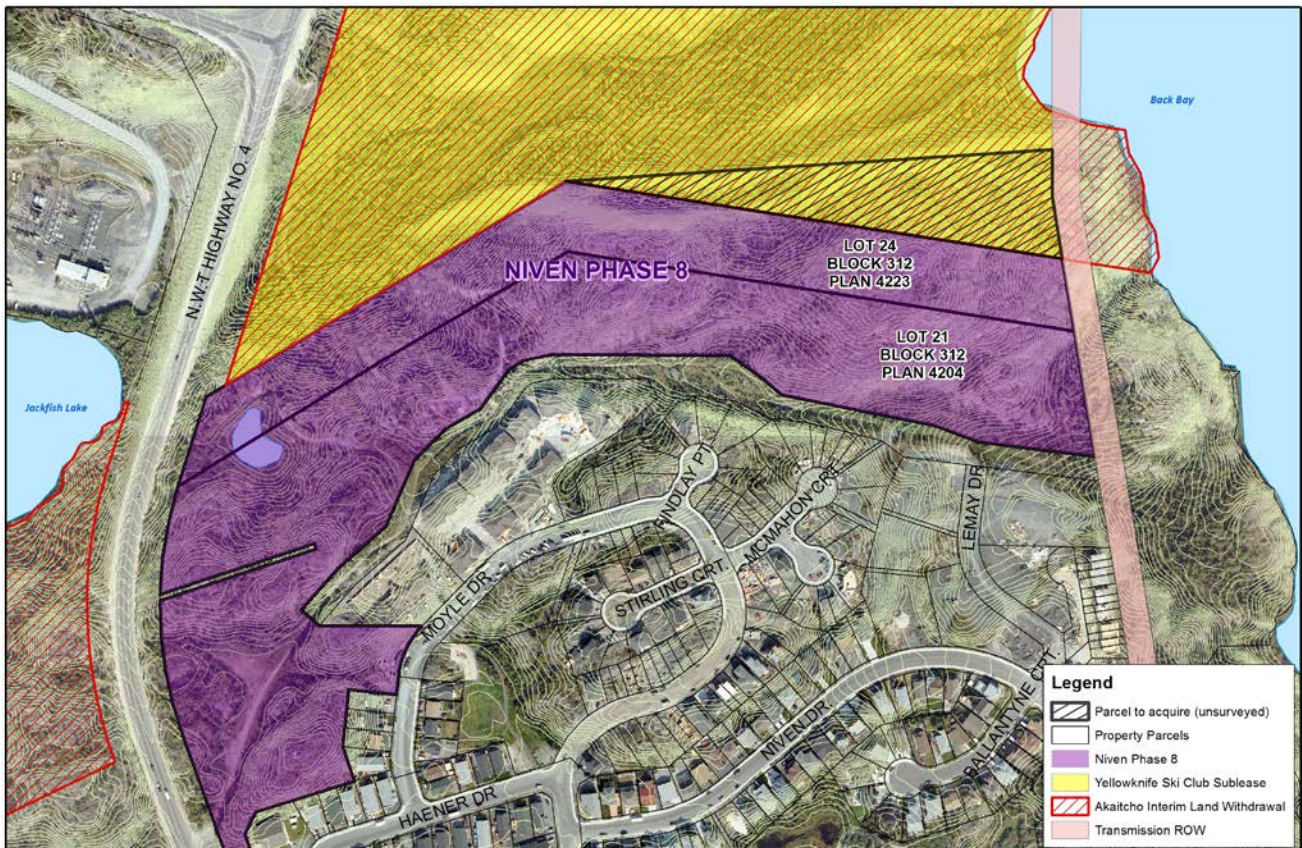 Back Bay
N.W.T HIGHWAY NO. 4
LOT 24
BLOCK 312
PLAN 4223
NIVEN PHASE 8
LOT 21
BLOCK 312
PLAN 4204
Jackfish Lake
FINDLAY PT.
MCMAHON CRT.
LEMAY DR
STIRLING CRT.
MOYLE DR.
NIVEN DR.
BALLANTYNE CRT.
HAENER DR
Legend
Parcel to acquire (unsurveyed)
Property Parcels
Niven Phase 8
Yellowknife Ski Club Sublease
Akaitcho Interim Land Withdrawal
Transmission ROW